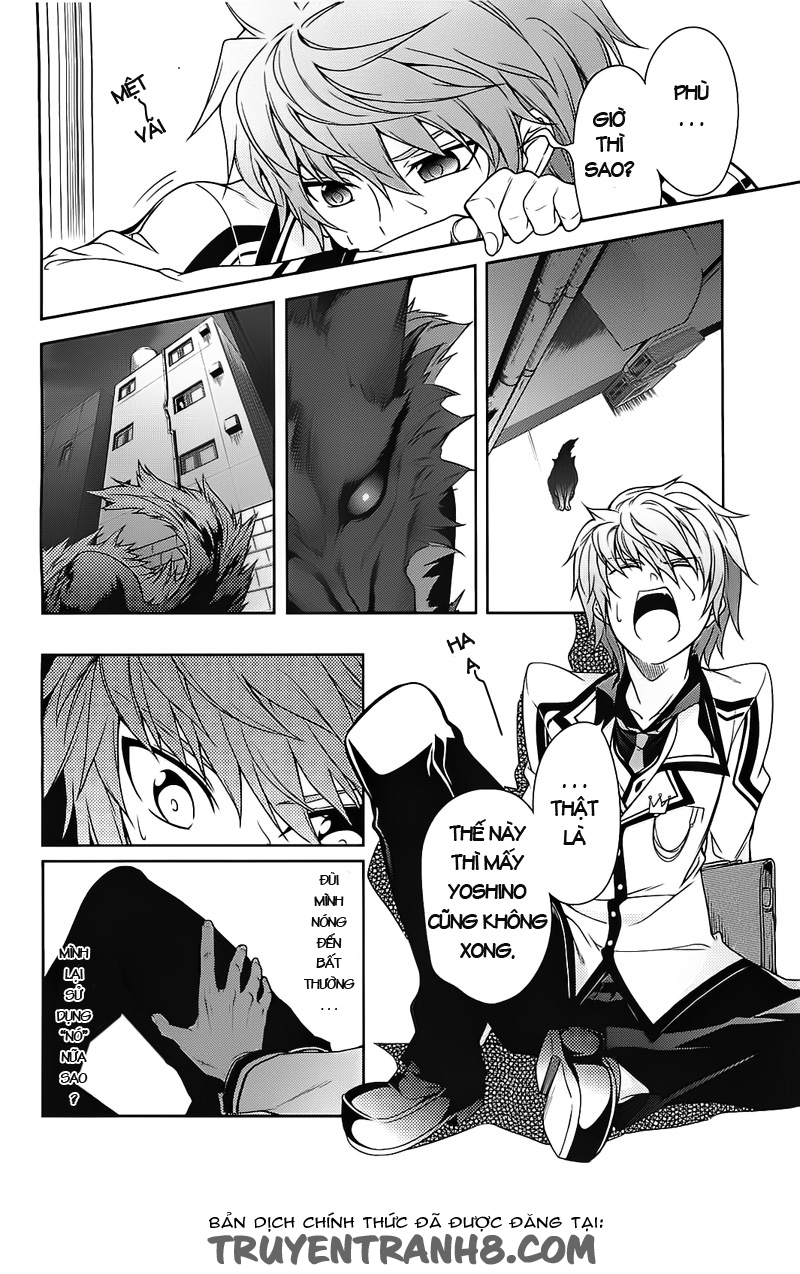 PHÙ
...
GIỜ
THÌ
SAO?
MỆT
VÃI
HA
Ạ
...
THẬT
LÀ
THẾ NÀY
THÌ MẤY
YOSHINO
CŨNG KHÔNG
XONG.
ĐÙI
MÌNH
NÓNG
ĐẾN
BẤT
THƯỜNG
...
MÌNH
LẠI
SỬ
DỤNG
"NÓ"
NỮA
SAO
?
BẢN DỊCH CHÍNH THỨC ĐÃ ĐƯỢC ĐĂNG TẠI:
TRUYENTRANH8.COM